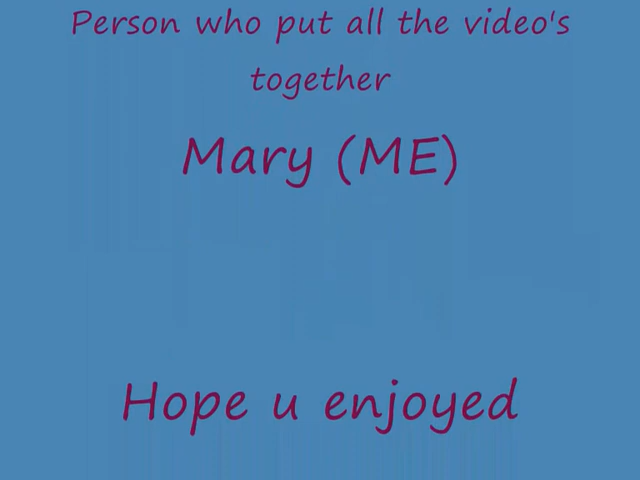 Person who put all the video's
together
Mary (ME)
Hope u enjoyed